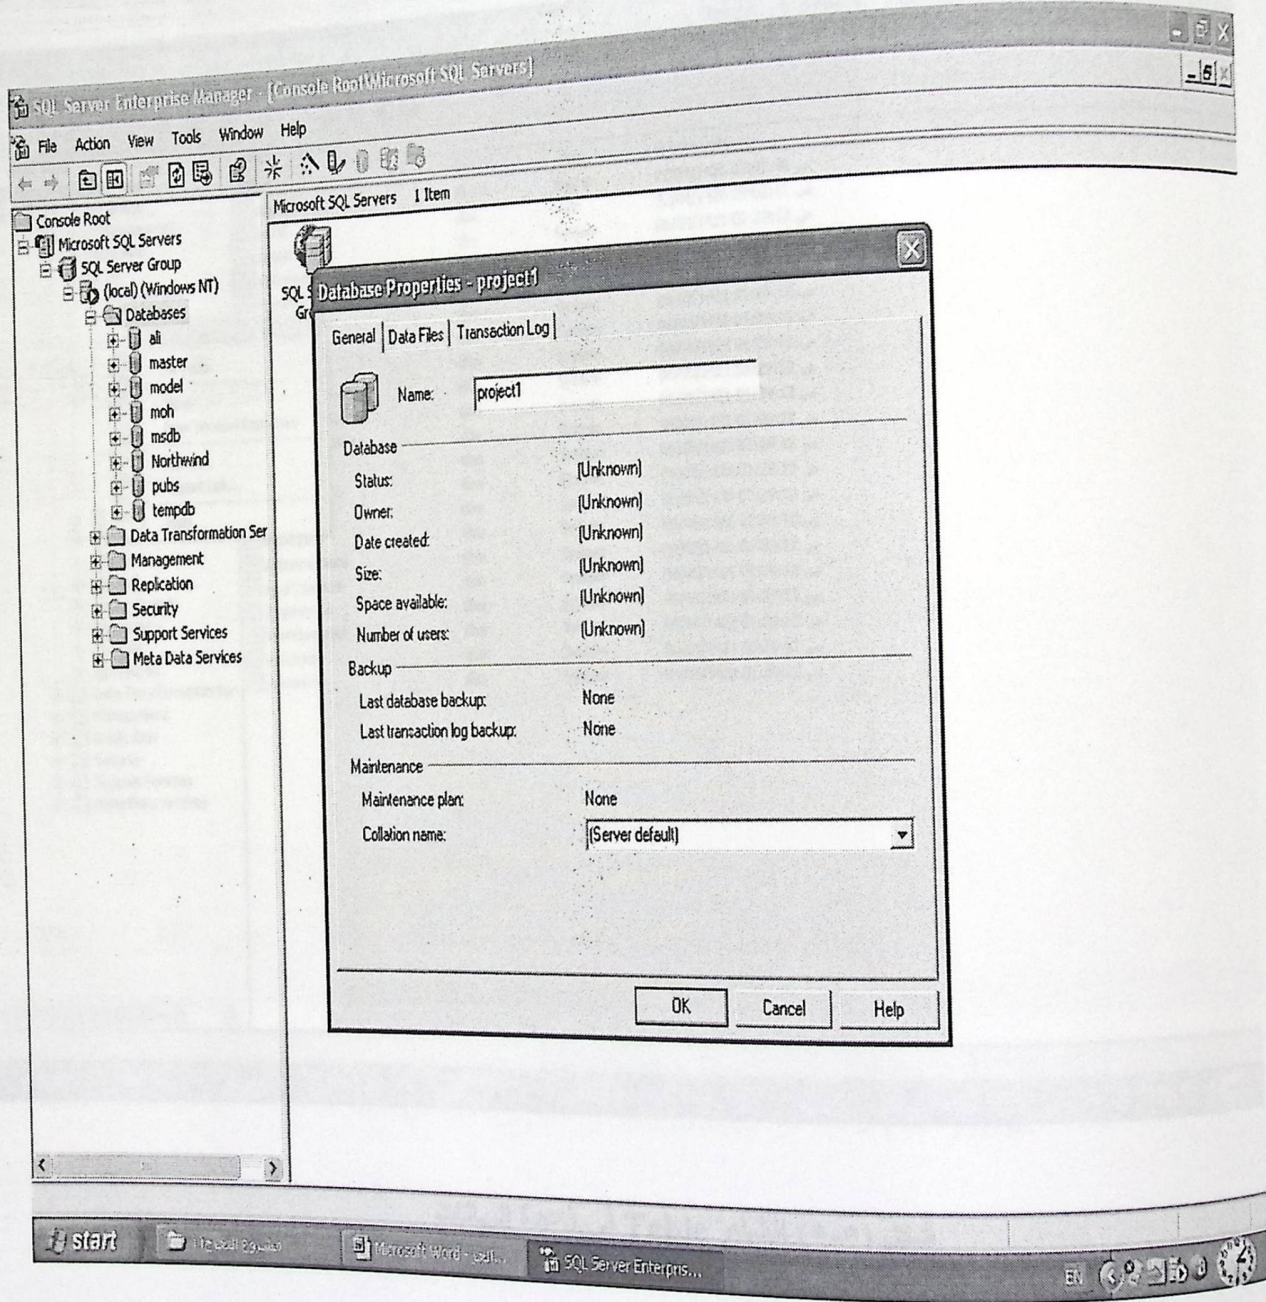 SQL Server Enterprise Manager - [Console Root\Microsoft SQL Servers]
File Action View Tools Window Help
Microsoft SQL Servers 1 Item
Console Root
Microsoft SQL Servers
SQL Server Group
(local) (Windows NT)
Databases
ali
master
model
moh
msdb
Northwind
pubs
tempdb
Data Transformation Ser
Management
Replication
Security
Support Services
Meta Data Services
SQL S
Gr
Database Properties - project1
General Data Files Transaction Log
Name: project1
Database
Status: (Unknown)
Owner: (Unknown)
Date created: (Unknown)
Size: (Unknown)
Space available: (Unknown)
Number of users: (Unknown)
Backup
Last database backup: None
Last transaction log backup: None
Maintenance
Maintenance plan: None
Collation name: (Server default)
OK Cancel Help
start Microsoft Word - SQL Server Enterpris... EN